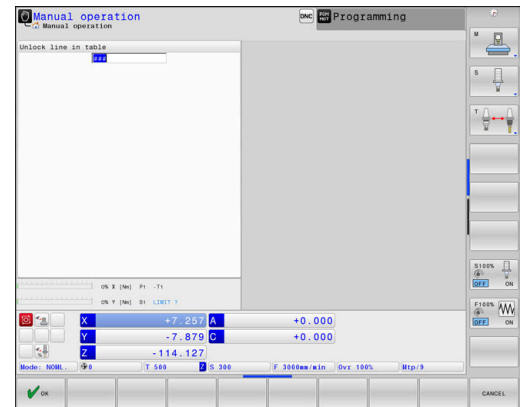 Manual operation
Manual operation
DNC
Programming
Unlock line in table
###
0% X [Nm] P1 -T1
0% Y [Nm] S1 LIMIT ?
X +7.257 A +0.000
Y -7.879 C +0.000
Z -114.127
Mode: NOML. 0 T 500 Z S 300 F 3000mm/min Ovr 100% M10/9
M
S
T
S100%
OFF ON
F100%
OFF ON
OK
CANCEL